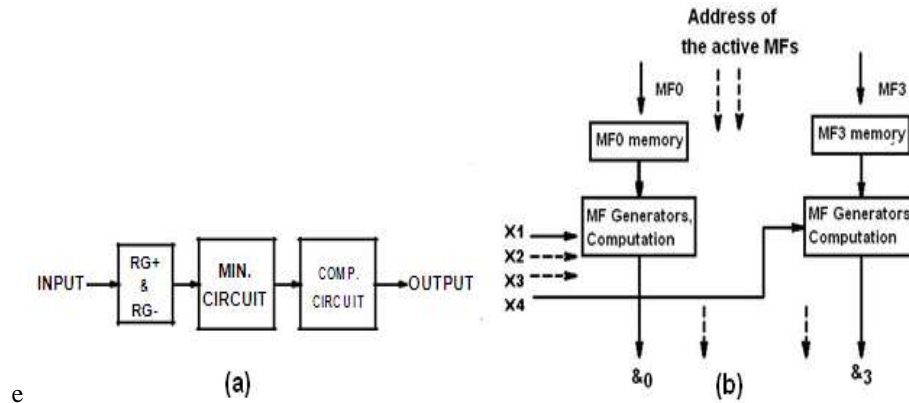 Address of
the active MFs
MF0
MF3
MF0 memory
MF3 memory
MF Generators,
Computation
MF Generators,
Computation
X1
X2
X3
X4
&0
&3
(b)
INPUT
RG+
&
RG-
MIN.
CIRCUIT
COMP.
CIRCUIT
OUTPUT
(a)
e